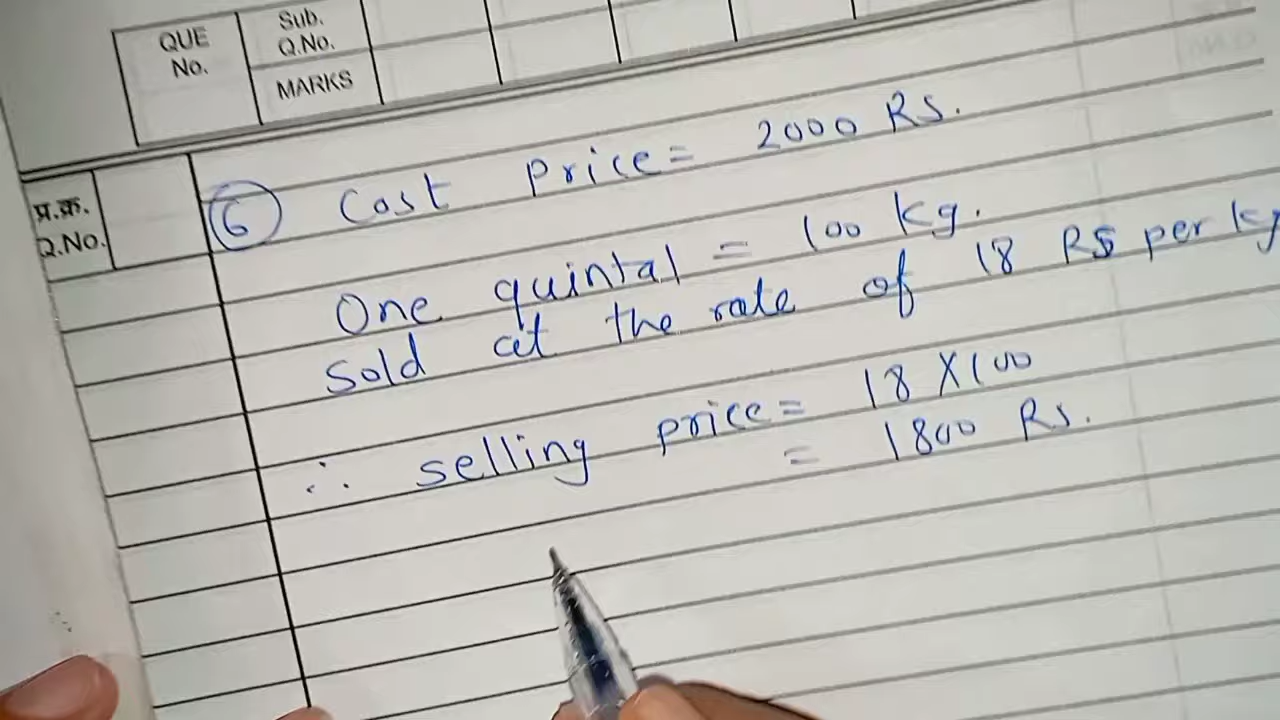 QUE No.
Sub. Q.No.
MARKS
प्र.क्र.
Q.No.
6 Cost Price = 2000 Rs.
One quintal = 100 kg.
Sold at the rate of 18 Rs per kg
∴ selling price = 18 X 100
= 1800 Rs.